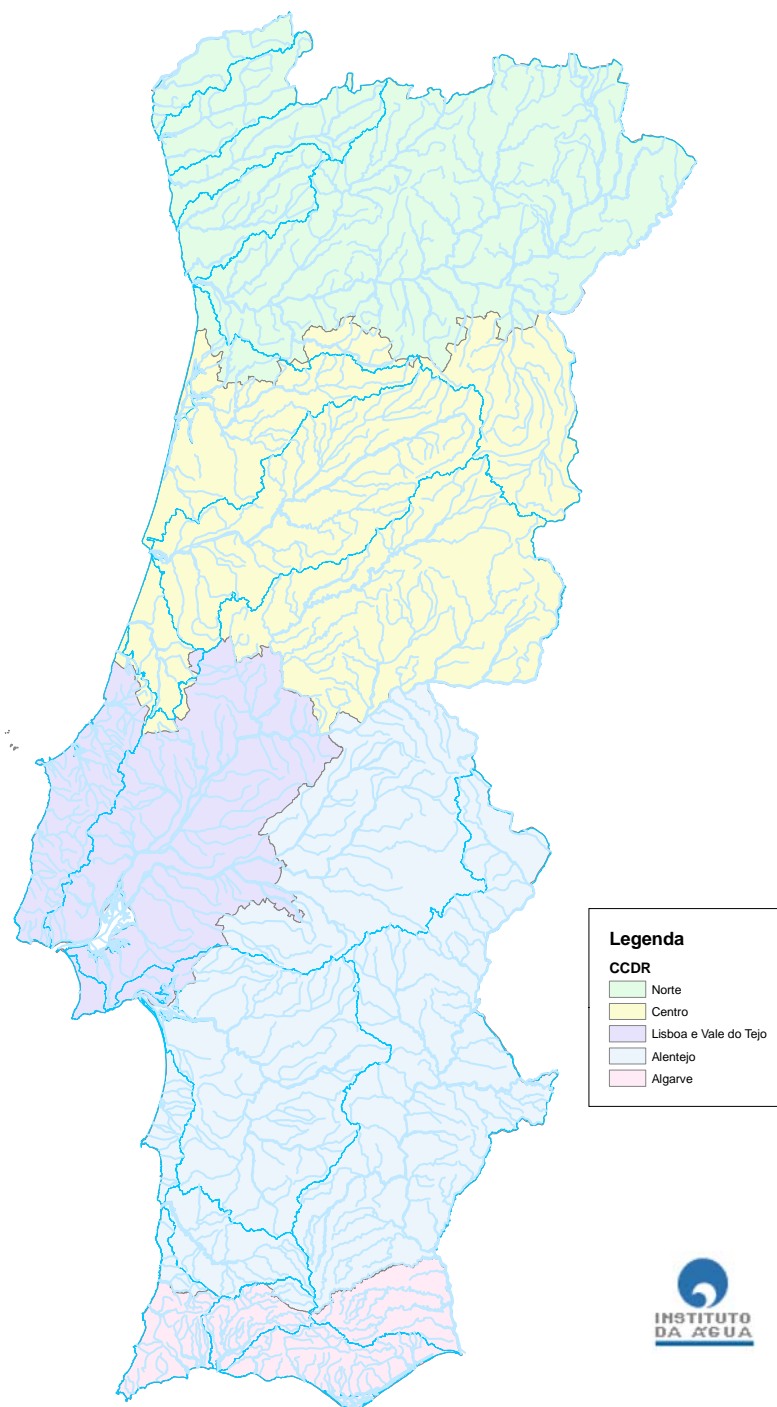 Legenda
CCDR
Norte
Centro
Lisboa e Vale do Tejo
Alentejo
Algarve
INSTITUTO
DA ÁGUA